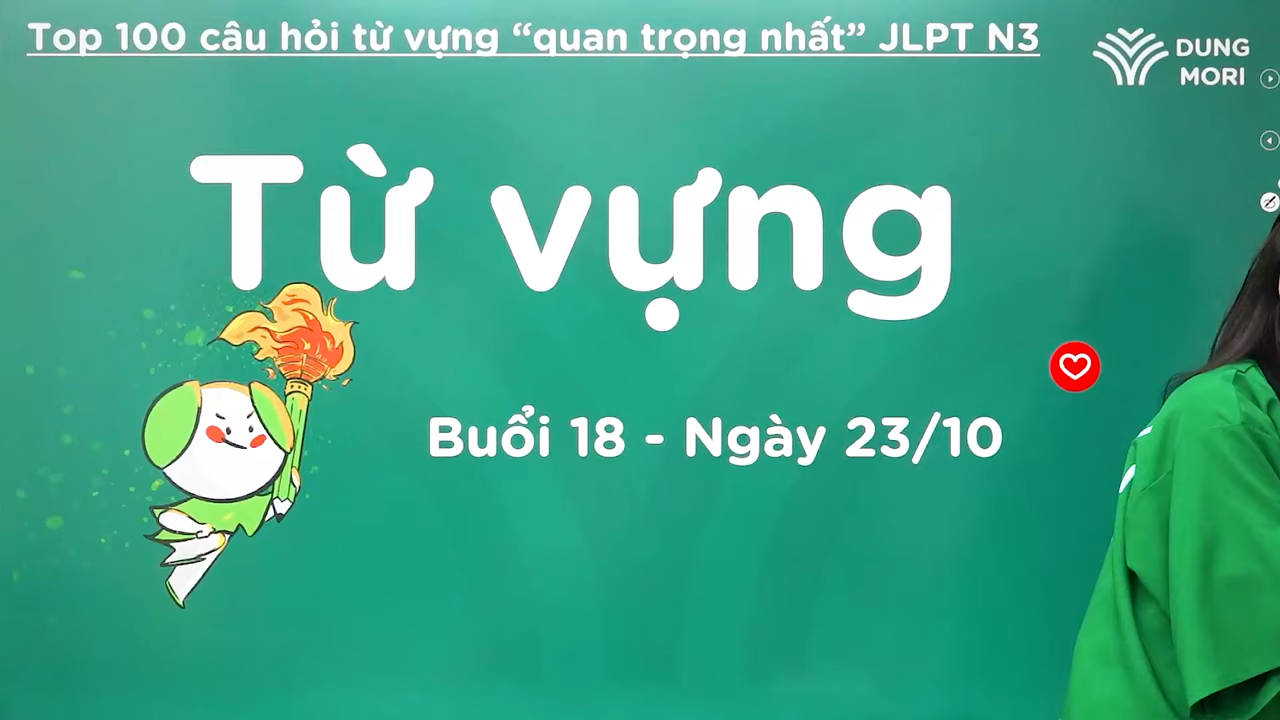 Top 100 câu hỏi từ vựng “quan trọng nhất” JLPT N3
DUNG
MORI
Từ vựng
Buổi 18 - Ngày 23/10